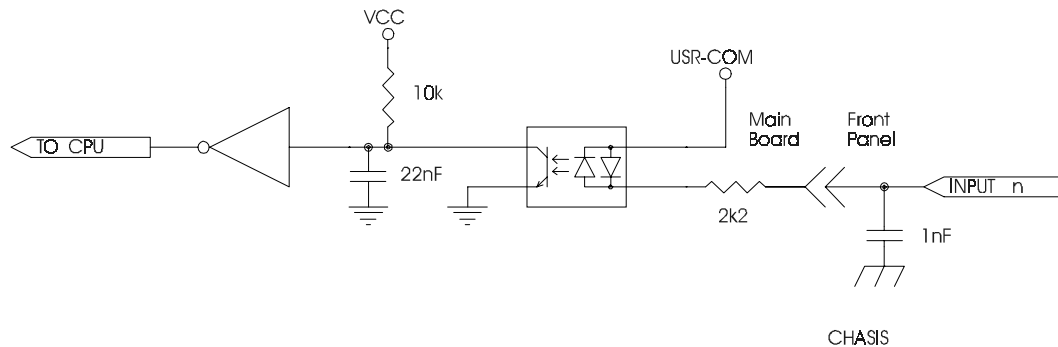 VCC
10k
USR-COM
Main
Board
Front
Panel
TO CPU
22nF
2k2
INPUT n
1nF
CHASIS